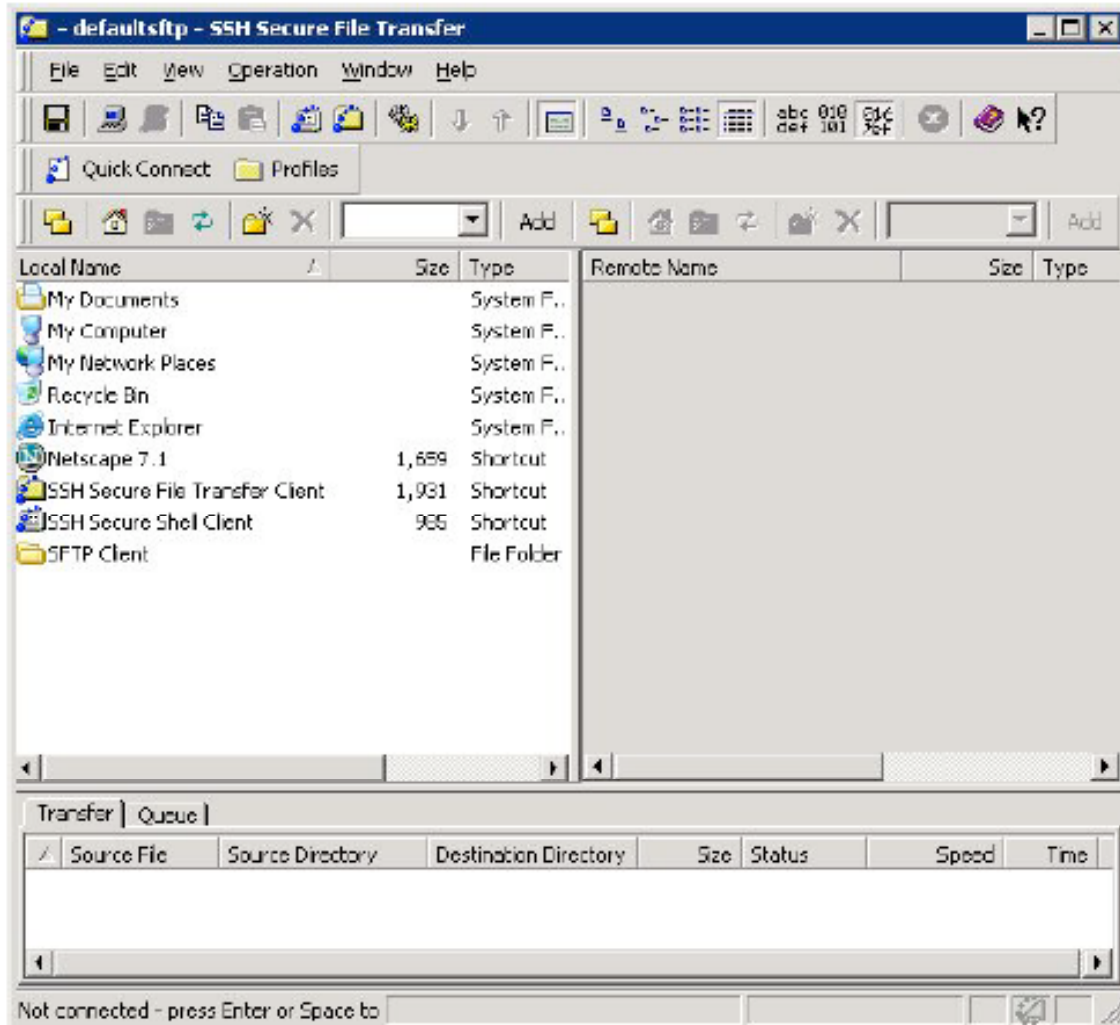 - defaultsftp - SSH Secure File Transfer
File Edit View Operation Window Help
abc def 010 101
Quick Connect Profiles
Add Add
Local Name Size Type
My Documents System F..
My Computer System F..
My Network Places System F..
Recycle Bin System F..
Internet Explorer System F..
Netscape 7.1 1,659 Shortcut
SSH Secure File Transfer Client 1,931 Shortcut
SSH Secure Shell Client 985 Shortcut
SFTP Client File Folder
Remote Name Size Type
Transfer Queue
Source File Source Directory Destination Directory Size Status Speed Time
Not connected - press Enter or Space to